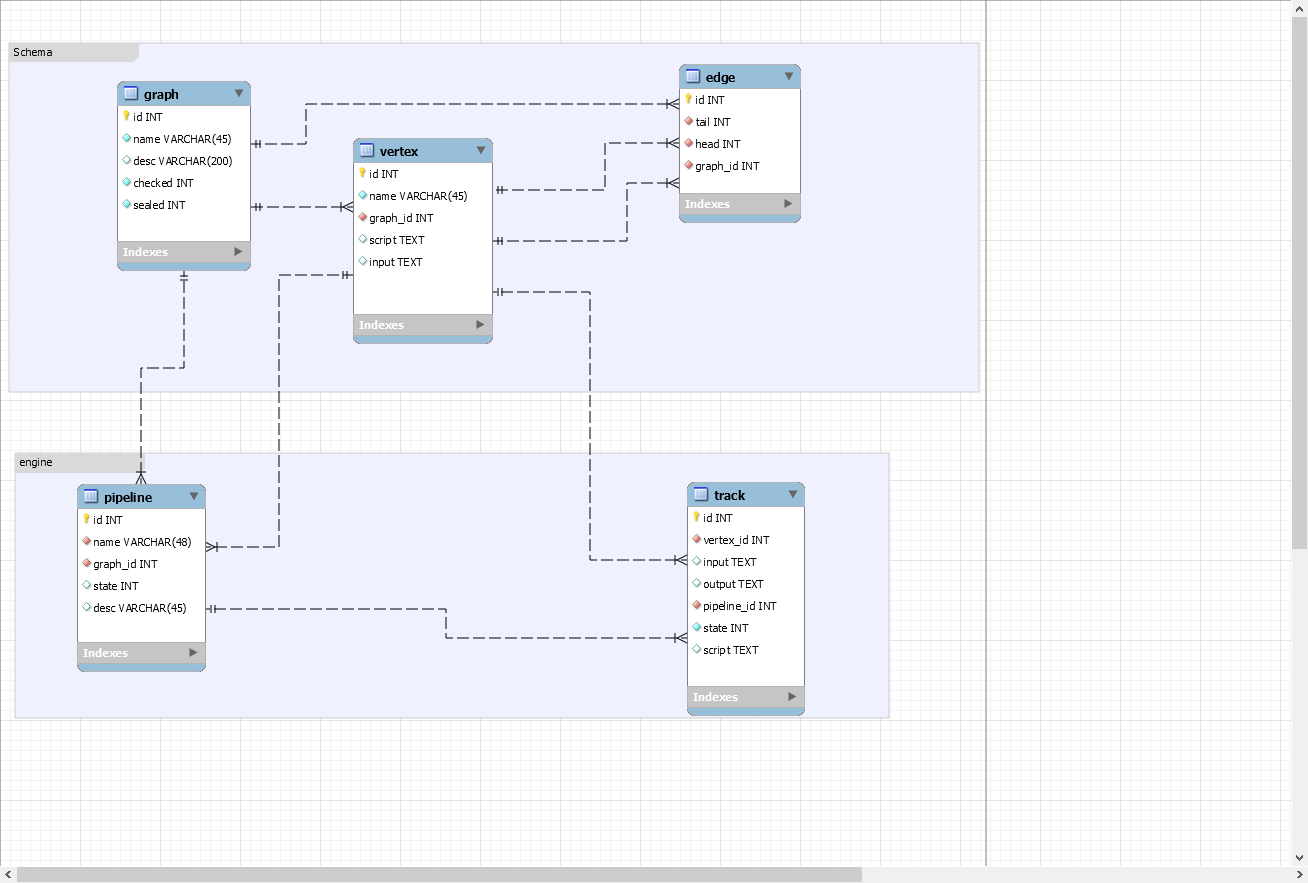 Schema
graph
id INT
name VARCHAR(45)
desc VARCHAR(200)
checked INT
sealed INT
Indexes
vertex
id INT
name VARCHAR(45)
graph_id INT
script TEXT
input TEXT
Indexes
edge
id INT
tail INT
head INT
graph_id INT
Indexes
engine
pipeline
id INT
name VARCHAR(48)
graph_id INT
state INT
desc VARCHAR(45)
Indexes
track
id INT
vertex_id INT
input TEXT
output TEXT
pipeline_id INT
state INT
script TEXT
Indexes